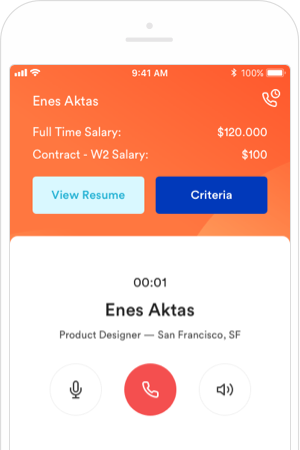 9:41 AM
100%
Enes Aktas
Full Time Salary: $120.000
Contract - W2 Salary: $100
View Resume Criteria
00:01
Enes Aktas
Product Designer — San Francisco, SF